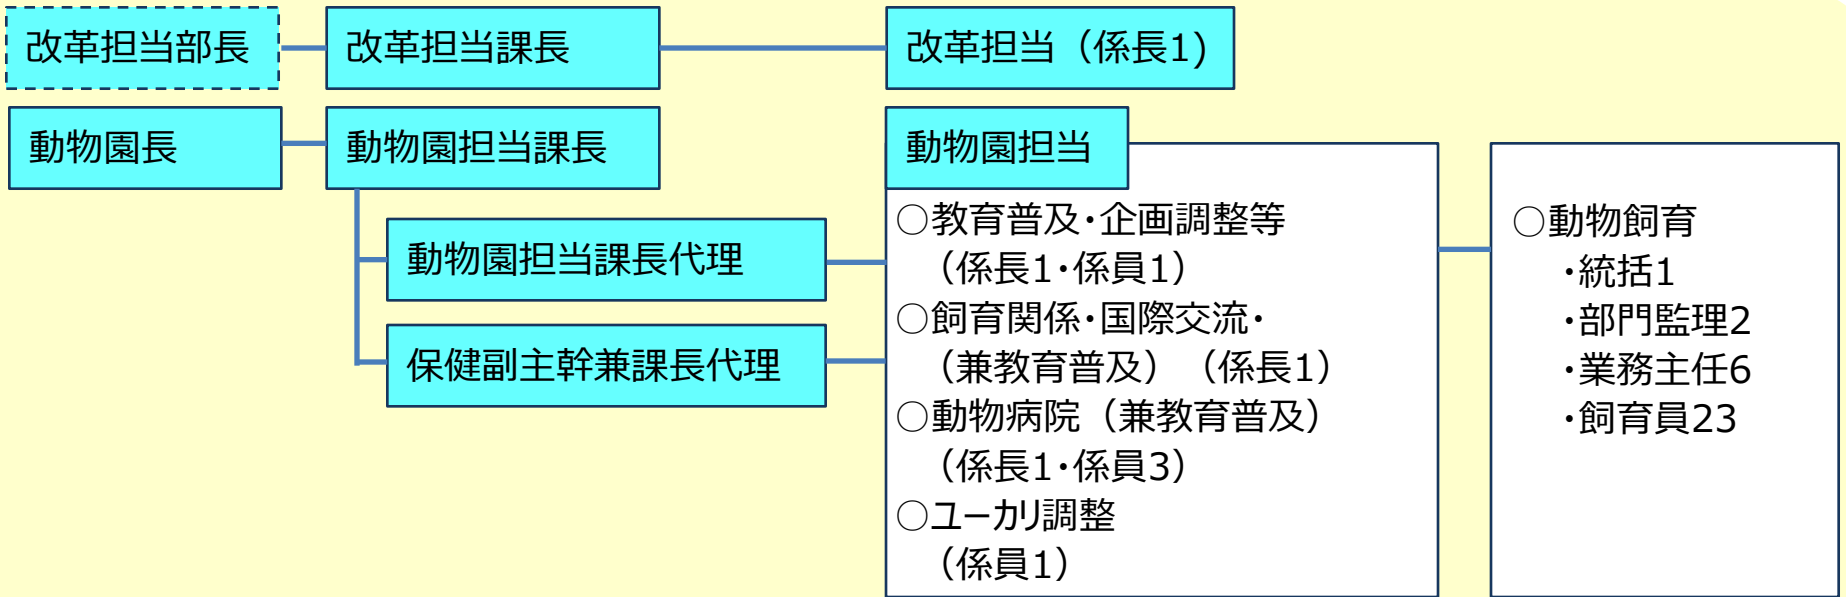 改革担当部長
改革担当課長
改革担当（係長1）
動物園長
動物園担当課長
動物園担当
動物園担当課長代理
保健副主幹兼課長代理
○教育普及・企画調整等
（係長1・係員1）
○飼育関係・国際交流・
（兼教育普及）（係長1）
○動物病院（兼教育普及）
（係長1・係員3）
○ユーカリ調整
（係員1）
○動物飼育
・統括1
・部門監理2
・業務主任6
・飼育員23